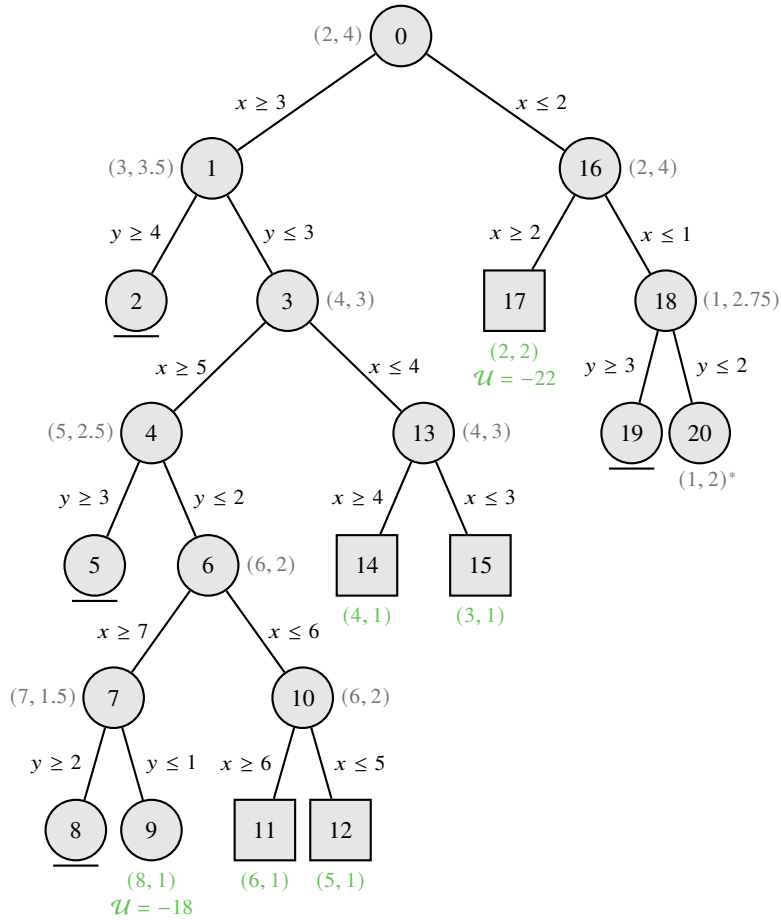 (2, 4) 0
x ≥ 3 x ≤ 2
(3, 3.5) 1 16 (2, 4)
y ≥ 4 y ≤ 3 x ≥ 2 x ≤ 1
2 3 (4, 3) 17 18 (1, 2.75)
(2, 2)
x ≥ 5 x ≤ 4 y ≥ 3 y ≤ 2
𝒰 = −22
(5, 2.5) 4 13 (4, 3) 19 20
(1, 2)*
y ≥ 3 y ≤ 2 x ≥ 4 x ≤ 3
5 6 (6, 2) 14 15
(4, 1) (3, 1)
x ≥ 7 x ≤ 6
(7, 1.5) 7 10 (6, 2)
y ≥ 2 y ≤ 1 x ≥ 6 x ≤ 5
8 9 11 12
(8, 1) (6, 1) (5, 1)
𝒰 = −18